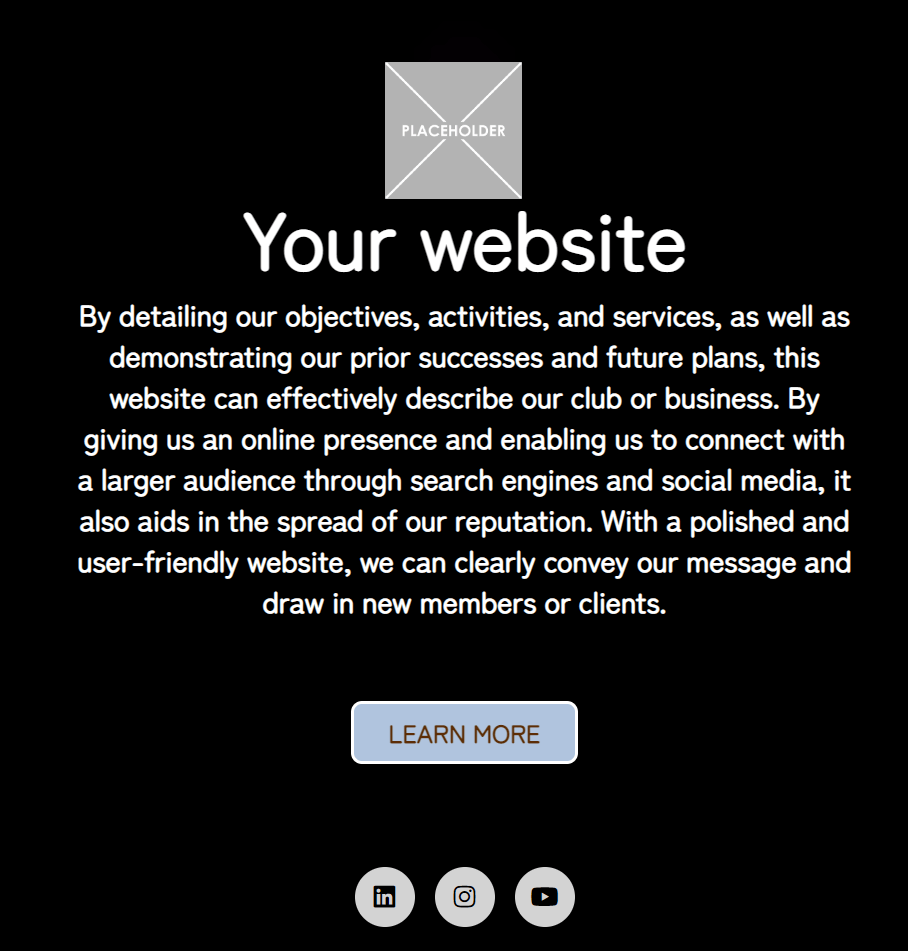 PLACEHOLDER
Your website
By detailing our objectives, activities, and services, as well as
demonstrating our prior successes and future plans, this
website can effectively describe our club or business. By
giving us an online presence and enabling us to connect with
a larger audience through search engines and social media, it
also aids in the spread of our reputation. With a polished and
user-friendly website, we can clearly convey our message and
draw in new members or clients.
LEARN MORE
in